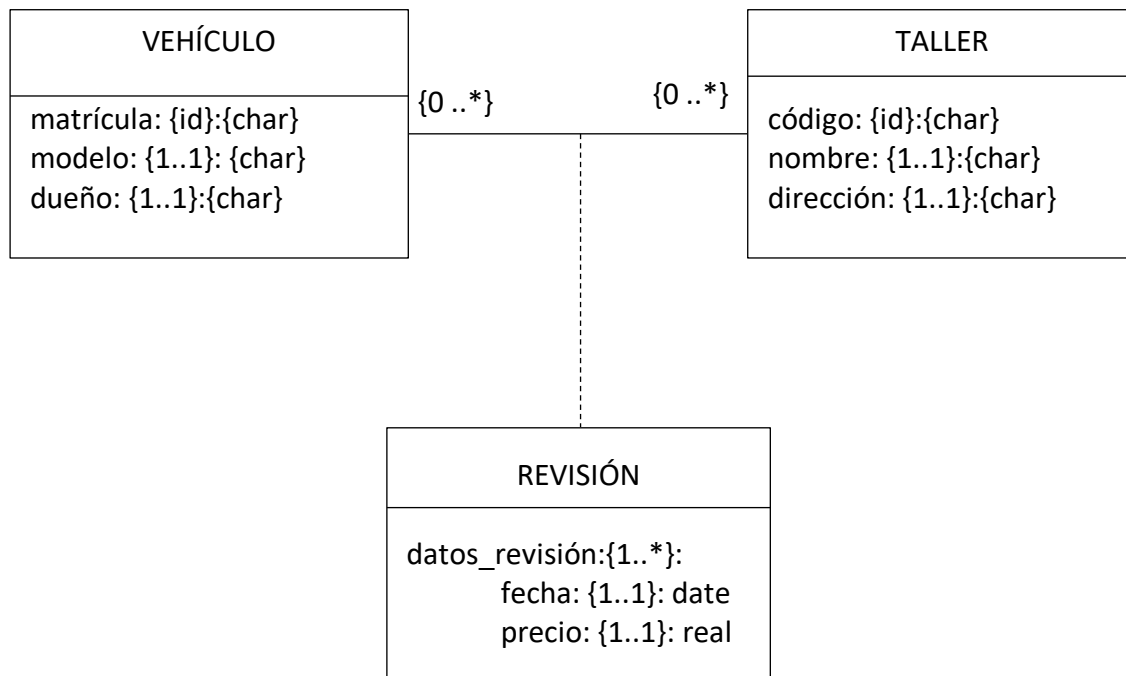 VEHÍCULO
matrícula: {id}:{char}
modelo: {1..1}: {char}
dueño: {1..1}:{char}
{0 ..*}
{0 ..*}
TALLER
código: {id}:{char}
nombre: {1..1}:{char}
dirección: {1..1}:{char}
REVISIÓN
datos_revisión:{1..*}:
fecha: {1..1}: date
precio: {1..1}: real